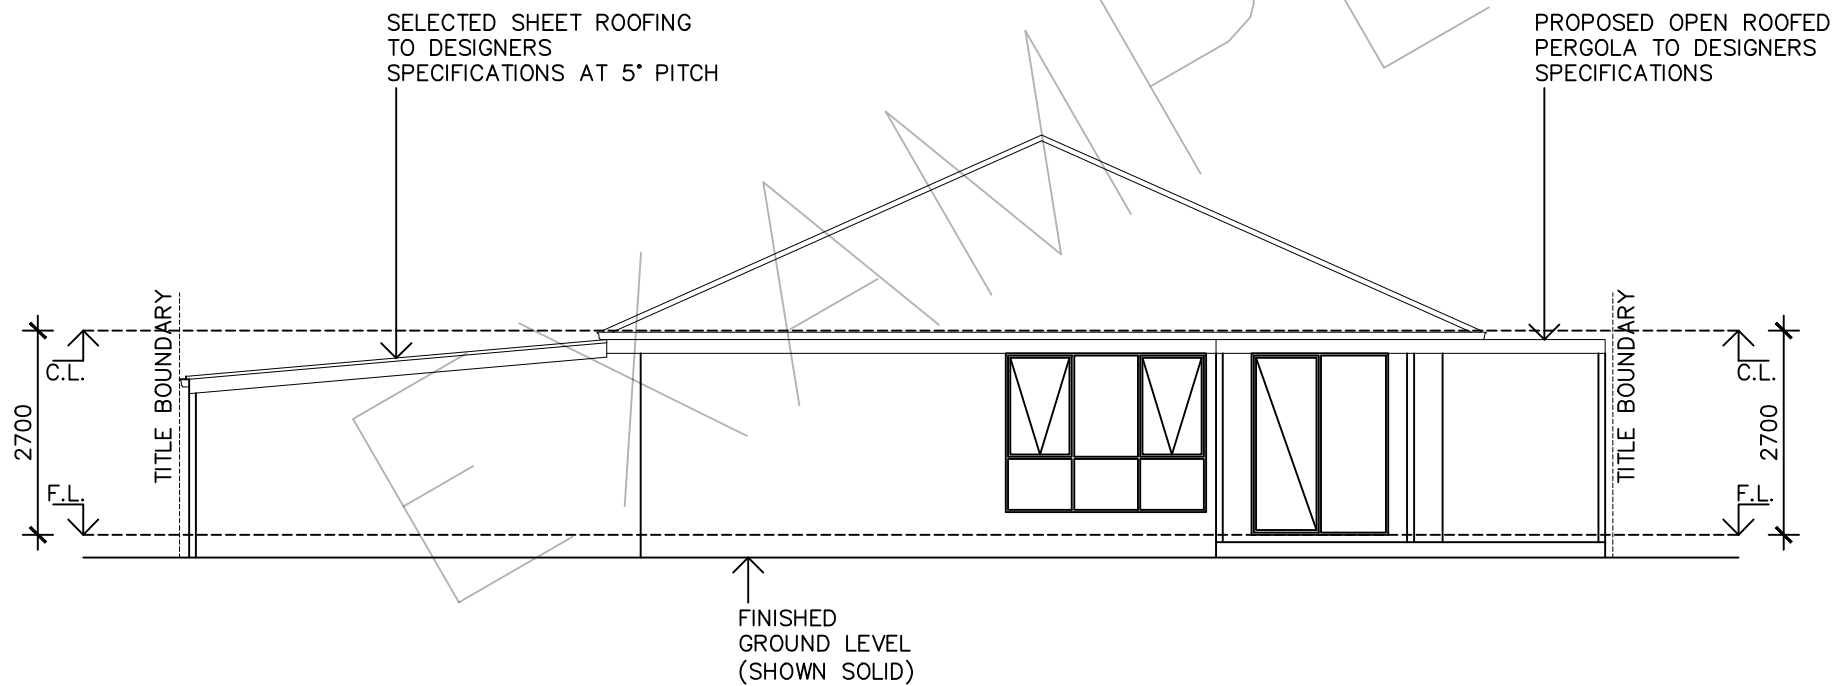 SELECTED SHEET ROOFING
TO DESIGNERS
SPECIFICATIONS AT 5° PITCH
PROPOSED OPEN ROOFED
PERGOLA TO DESIGNERS
SPECIFICATIONS
TITLE BOUNDARY
C.L.
2700
F.L.
TITLE BOUNDARY
C.L.
2700
F.L.
FINISHED
GROUND LEVEL
(SHOWN SOLID)
EXAMPLE